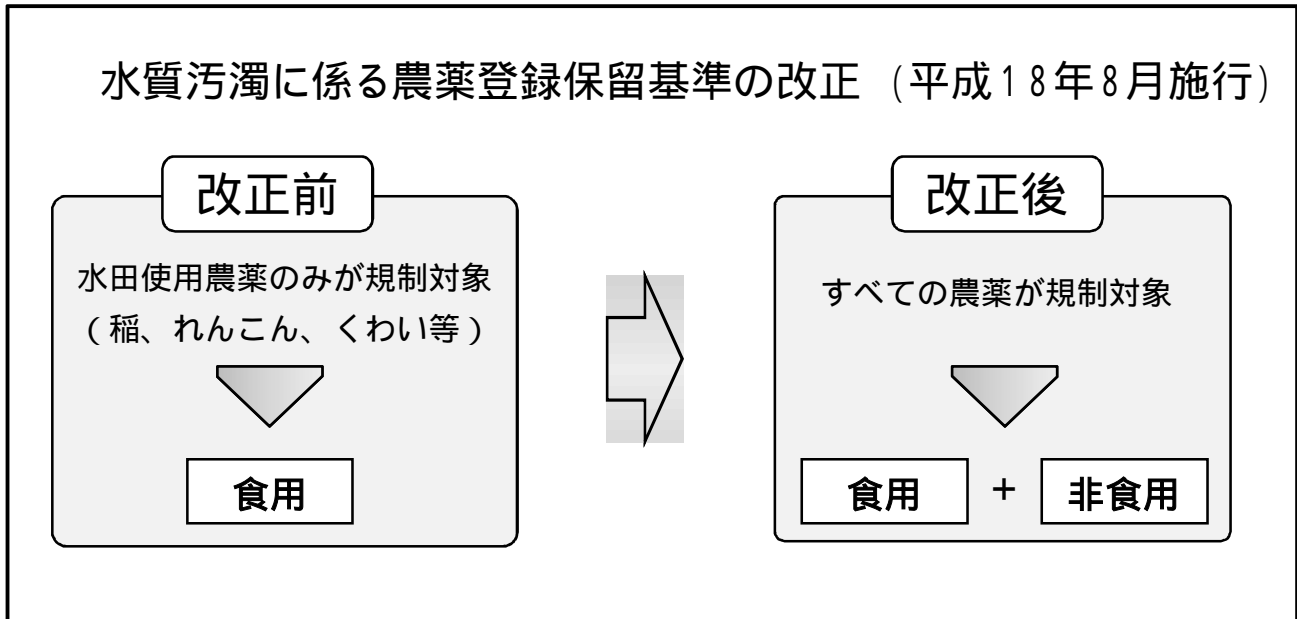 水質汚濁に係る農薬登録保留基準の改正 (平成18年8月施行)
改正前
水田使用農薬のみが規制対象
(稲、れんこん、くわい等)
食用
改正後
すべての農薬が規制対象
食用 + 非食用